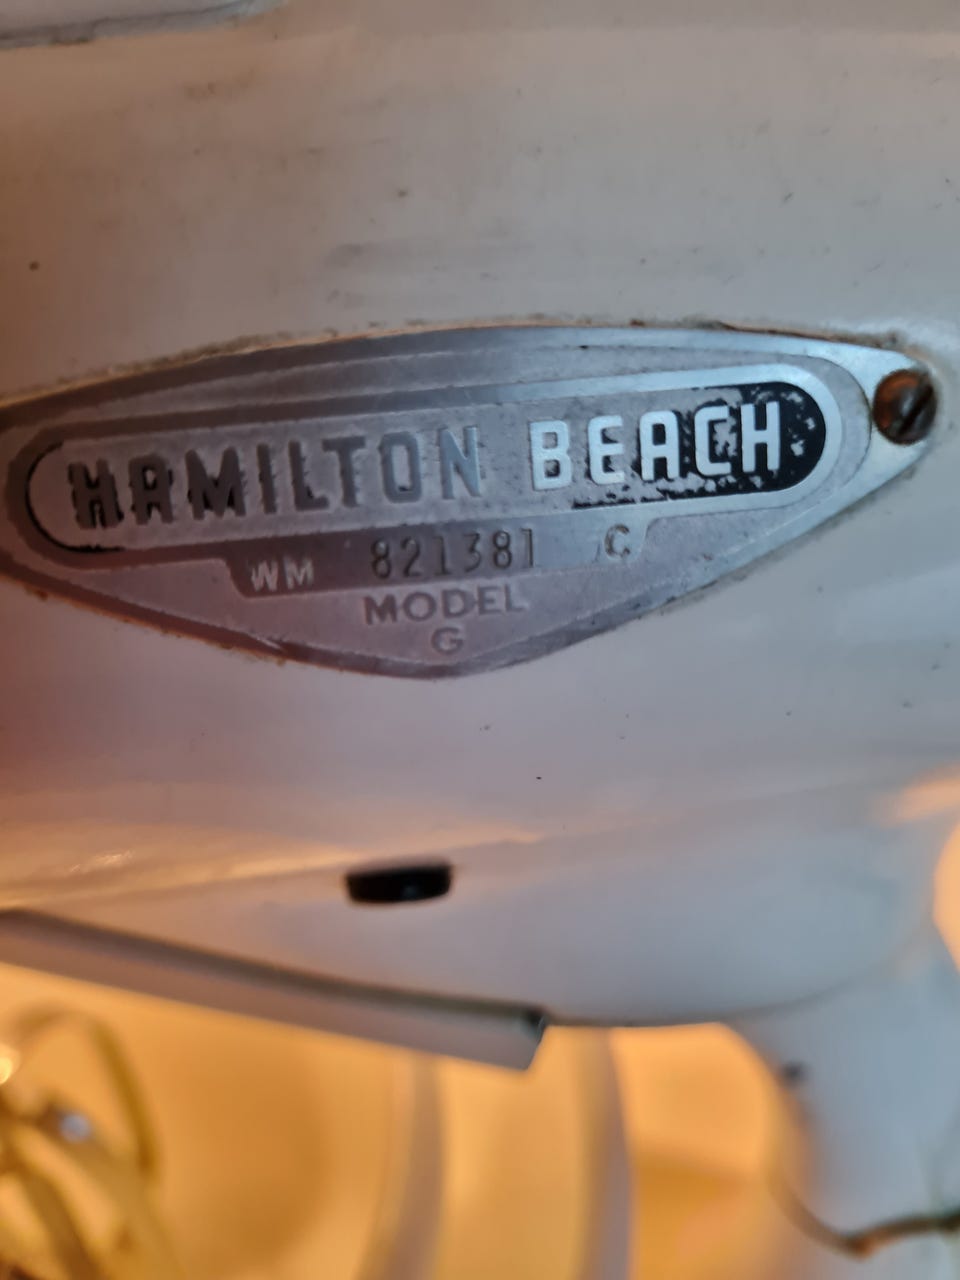 HAMILTON BEACH
WM 821381 C
MODEL
G